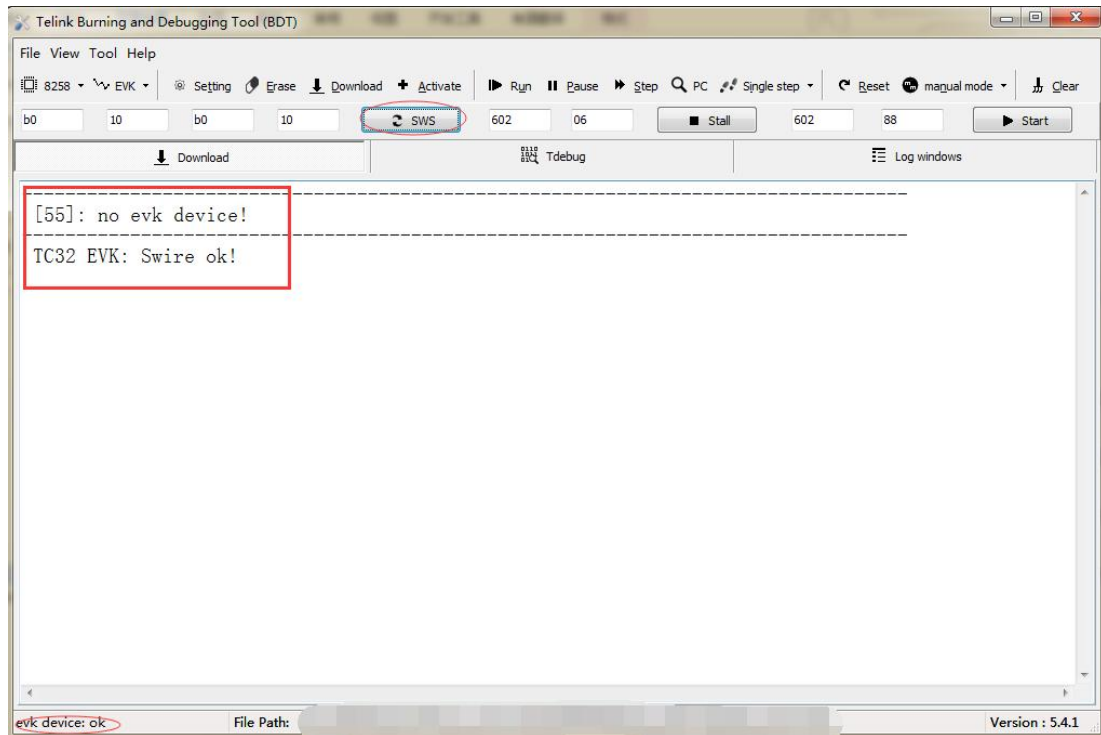 Telink Burning and Debugging Tool (BDT)
File View Tool Help
8258 EVK Setting Erase Download Activate Run Pause Step PC Single step Reset manual mode Clear
b0 10 b0 10 SWS 602 06 Stall 602 88 Start
Download Tdebug Log windows
[55]: no evk device!
TC32 EVK: Swire ok!
evk device: ok File Path: Version : 5.4.1